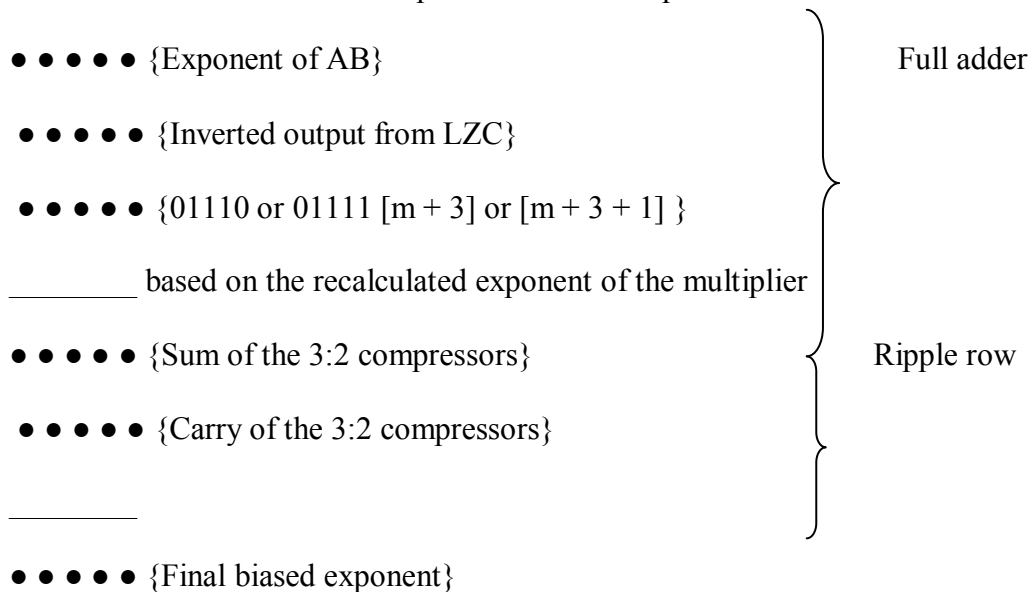 ● ● ● ● ● {Exponent of AB} Full adder
● ● ● ● ● {Inverted output from LZC}
● ● ● ● ● {01110 or 01111 [m + 3] or [m + 3 + 1] }
_________ based on the recalculated exponent of the multiplier
● ● ● ● ● {Sum of the 3:2 compressors} Ripple row
● ● ● ● ● {Carry of the 3:2 compressors}
_________
● ● ● ● ● {Final biased exponent}